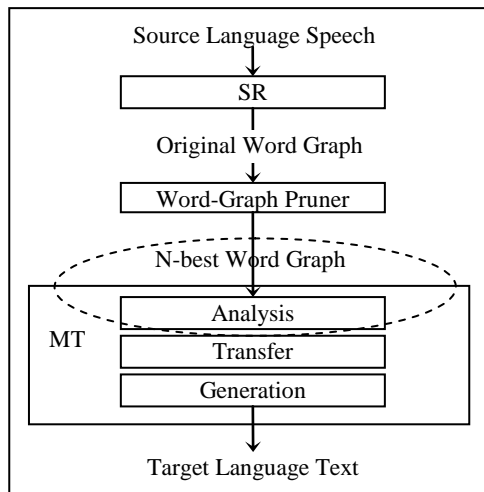 Source Language Speech
SR
Original Word Graph
Word-Graph Pruner
N-best Word Graph
Analysis
MT
Transfer
Generation
Target Language Text